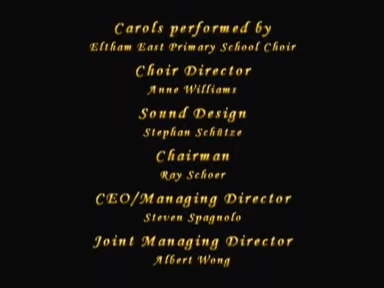 Carols performed by
Eltham East Primary School Choir
Choir Director
Anne Williams
Sound Design
Stephan Schütze
Chairman
Ray Schoer
CEO/Managing Director
Steven Spagnolo
Joint Managing Director
Albert Wong